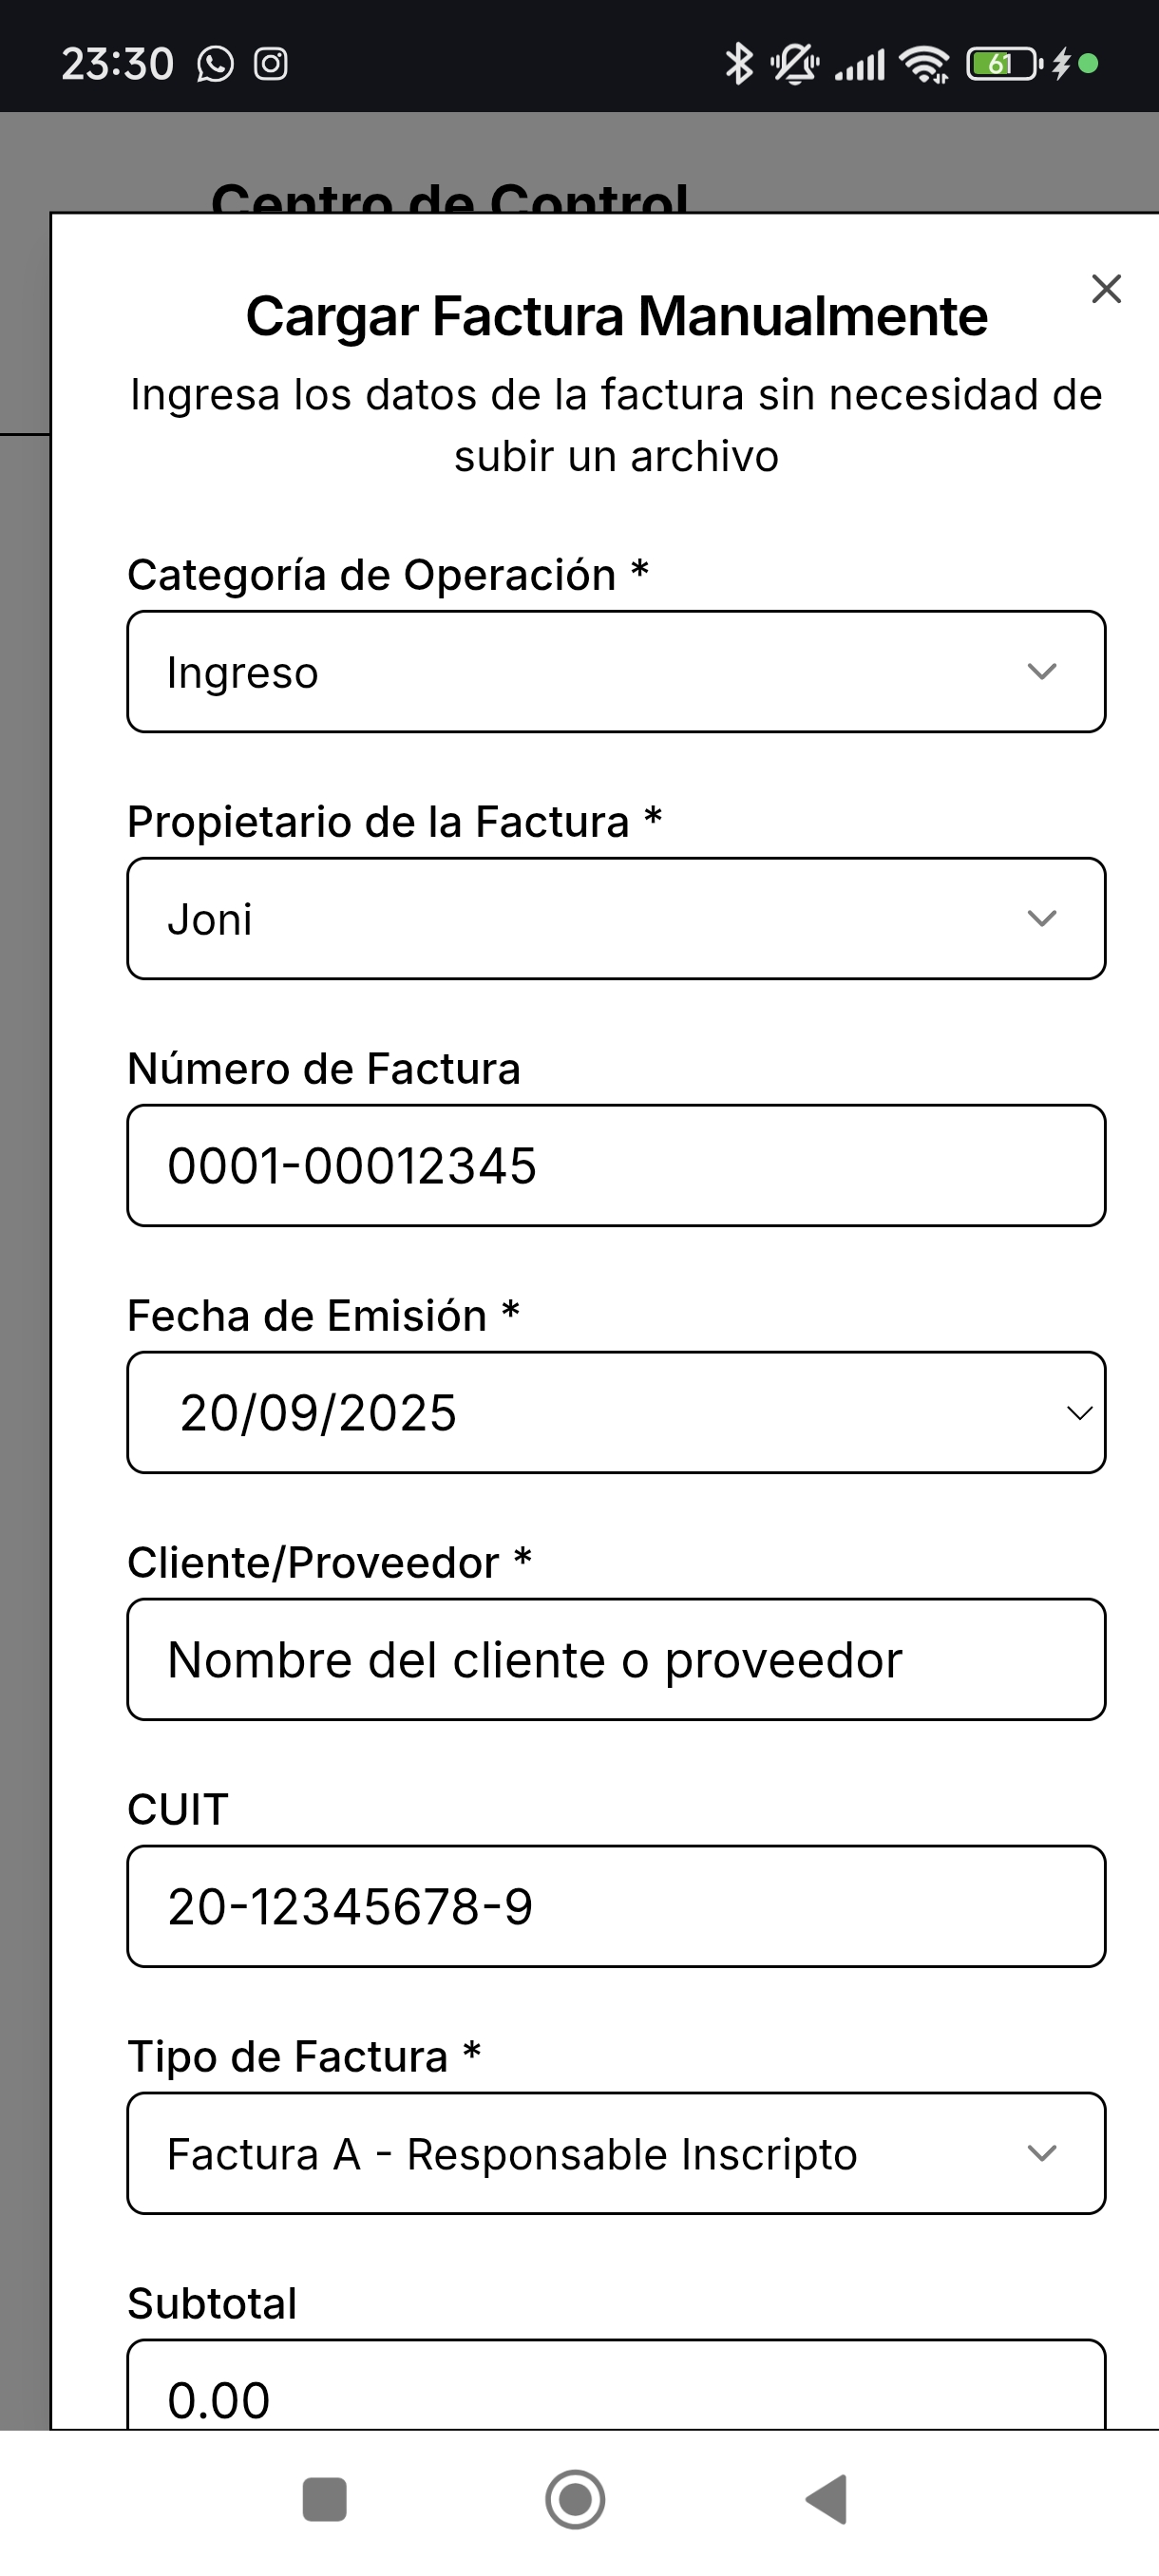 23:30
61
Centro de Control
Cargar Factura Manualmente
Ingresa los datos de la factura sin necesidad de
subir un archivo
Categoría de Operación *
Ingreso
Propietario de la Factura *
Joni
Número de Factura
0001-00012345
Fecha de Emisión *
20/09/2025
Cliente/Proveedor *
Nombre del cliente o proveedor
CUIT
20-12345678-9
Tipo de Factura *
Factura A - Responsable Inscripto
Subtotal
0.00